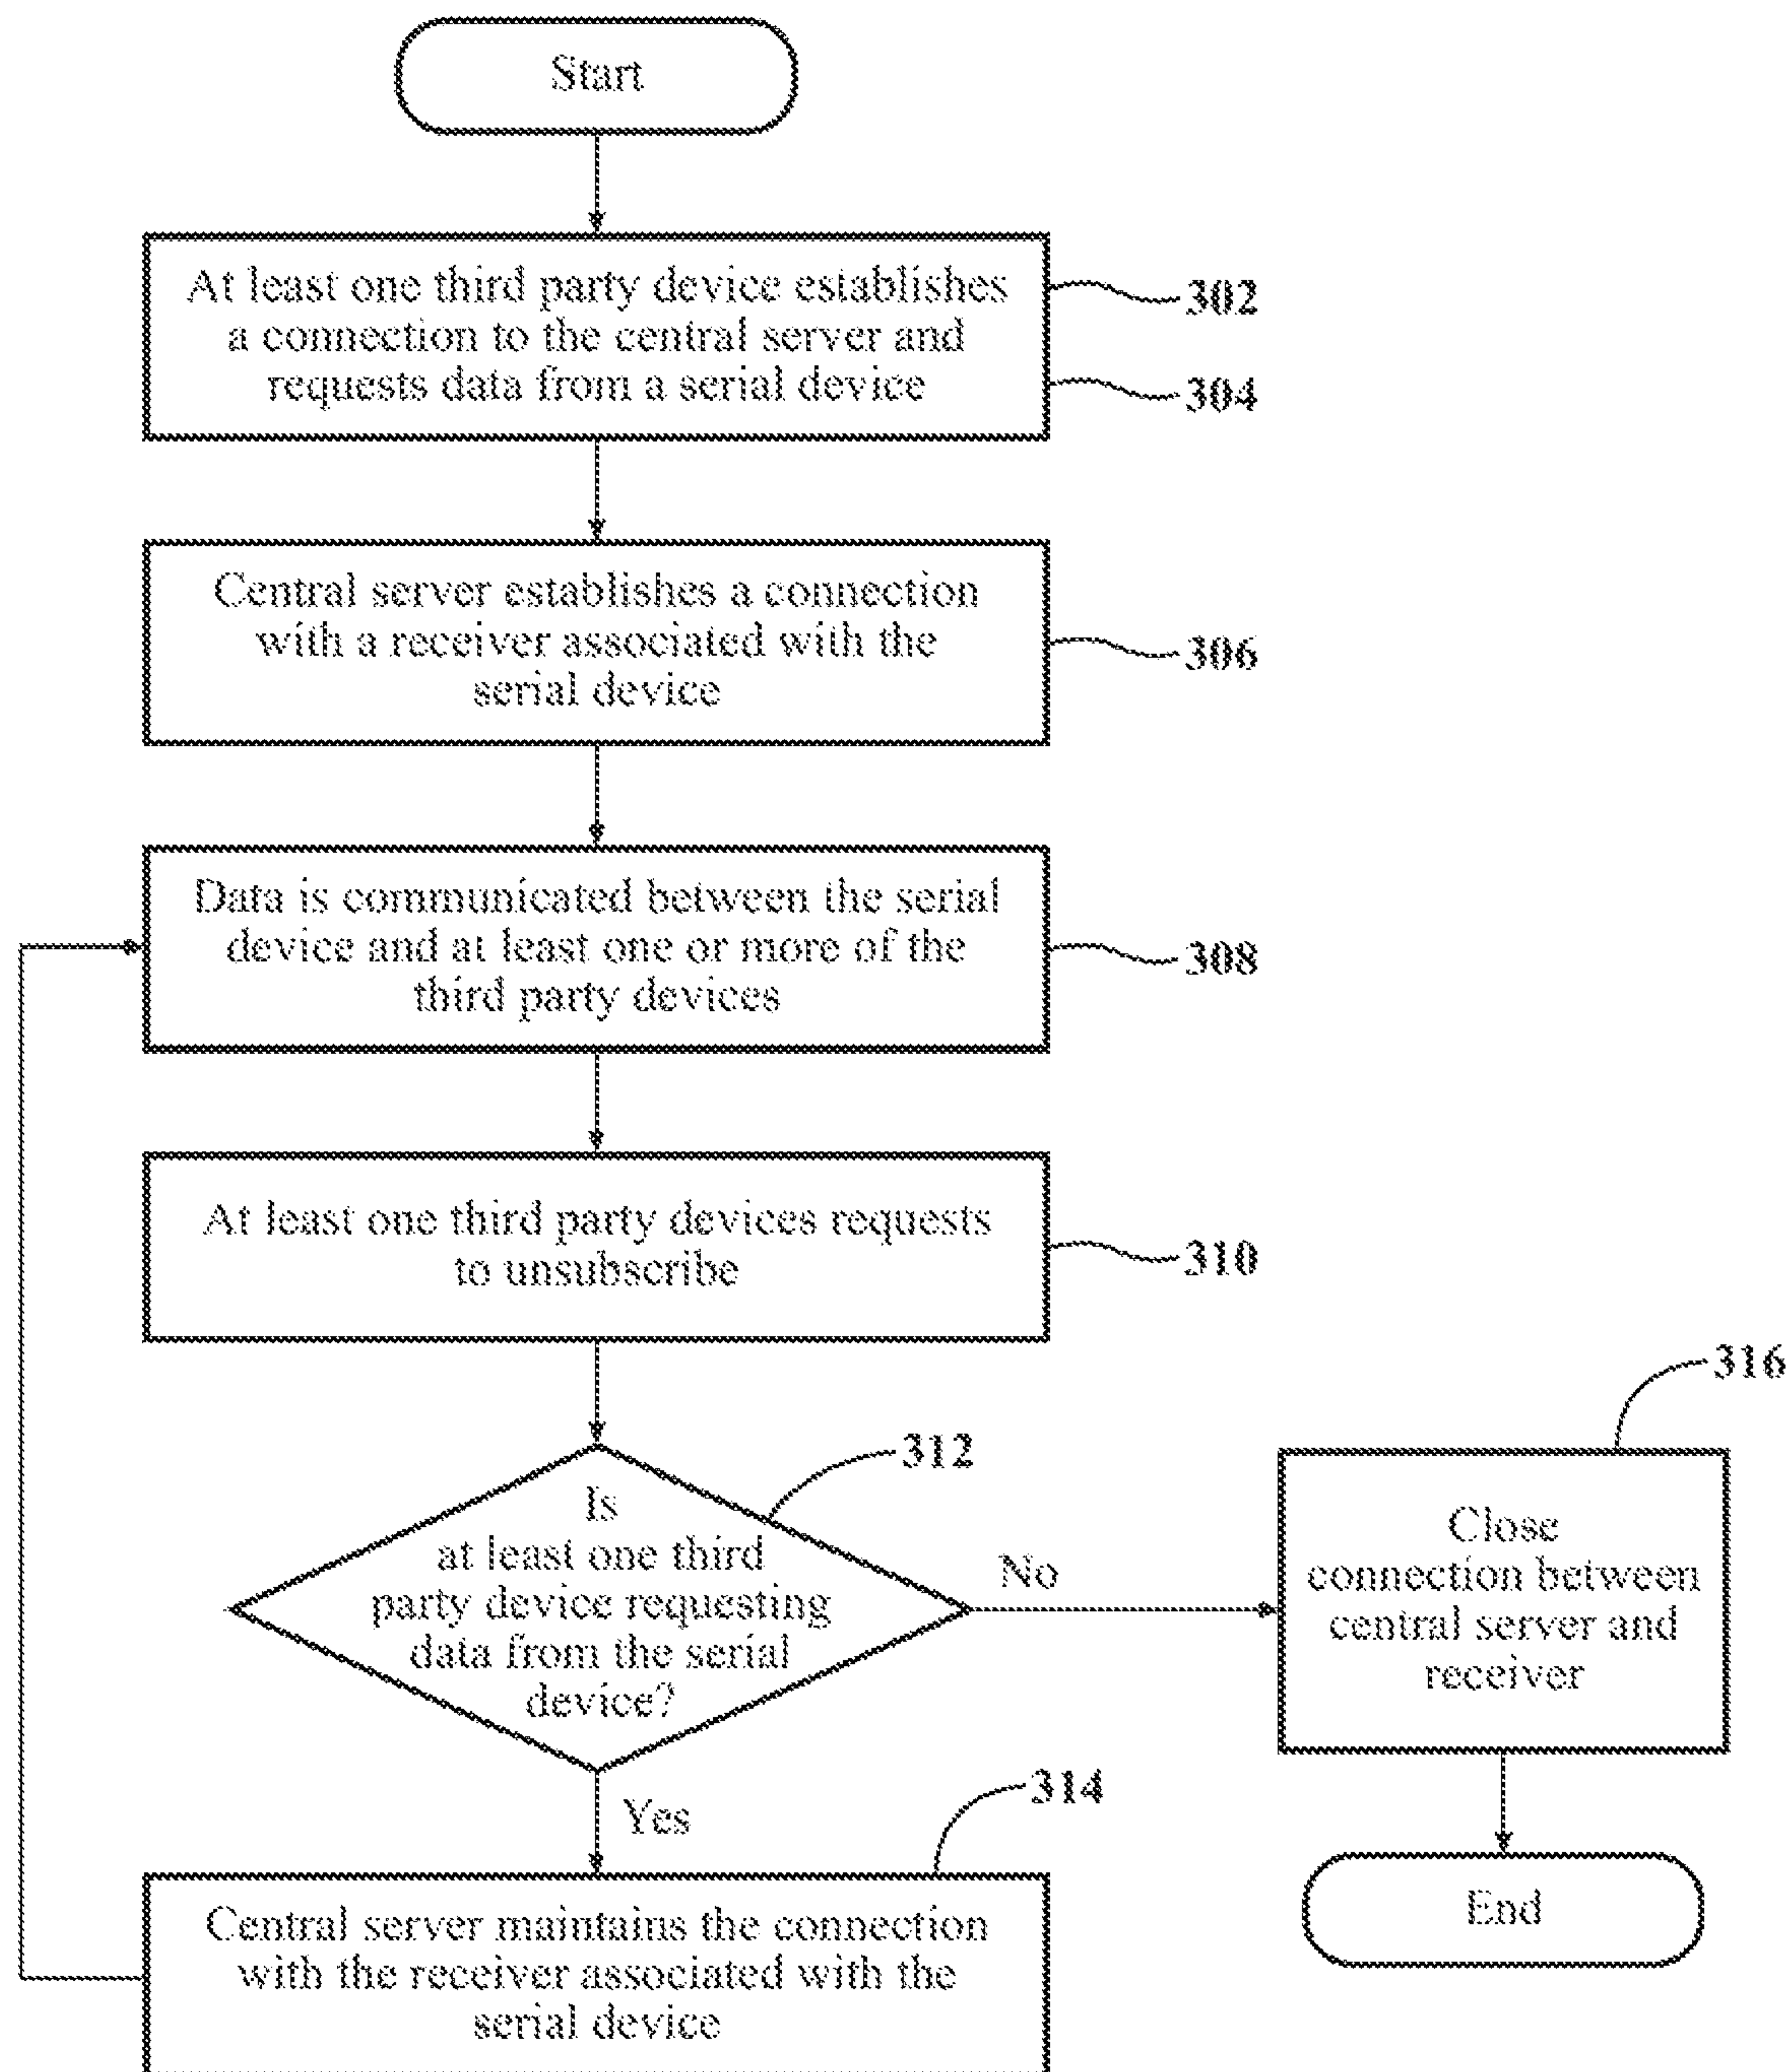 Start
At least one third party device establishes
a connection to the central server and
requests data from a serial device
302
304
Central server establishes a connection
with a receiver associated with the
serial device
306
Data is communicated between the serial
device and at least one or more of the
third party devices
308
At least one third party devices requests
to unsubscribe
310
312
Is
at least one third
party device requesting
data from the serial
device?
No
316
Close
connection between
central server and
receiver
Yes
314
Central server maintains the connection
with the receiver associated with the
serial device
End